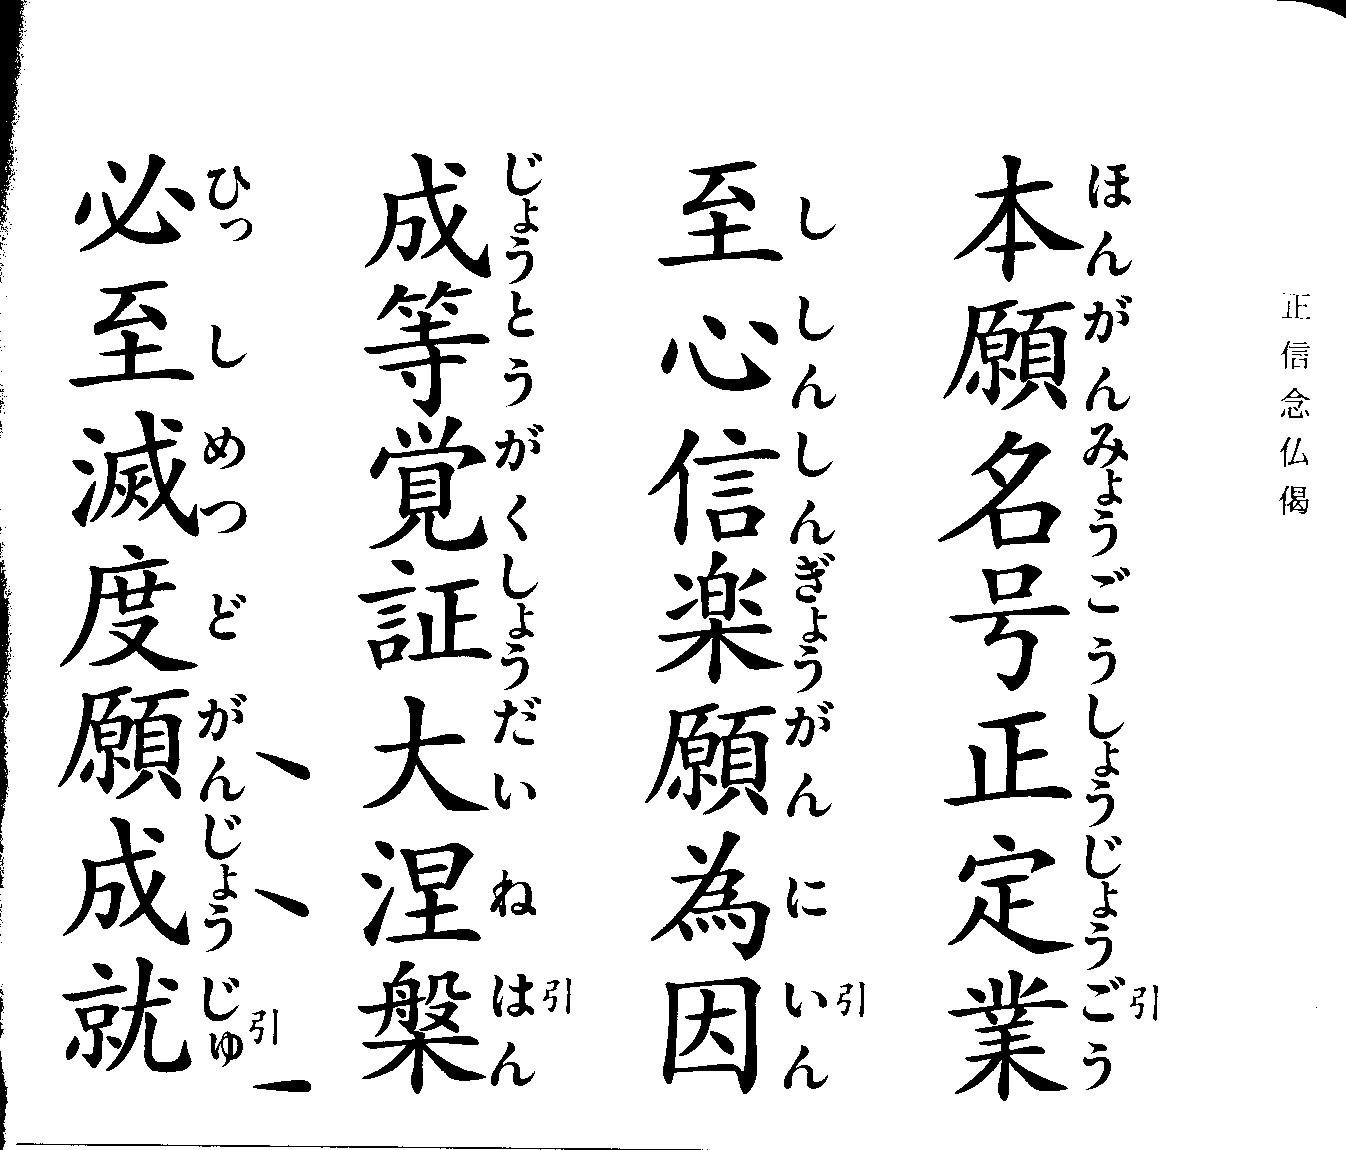 正信念仏偈
本願名号正定業
ほんがんみょうごうしょうじょうごう引
至心信楽願為因
ししんしんぎょうがんにいん引
成等覚証大涅槃
じょうとうがくしょうだいねはん引
必至滅度願成就
ひっしめつどがんじょうじゅ引